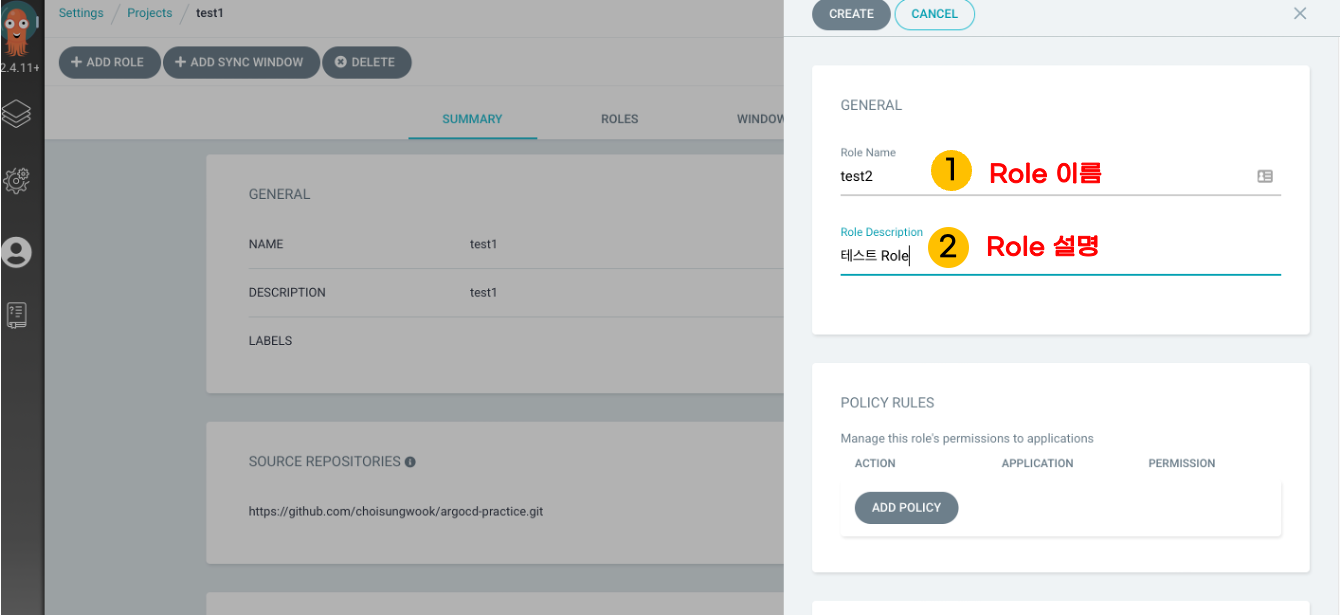 Settings / Projects / test1
2.4.11+
+ ADD ROLE
+ ADD SYNC WINDOW
DELETE
SUMMARY
ROLES
WINDOW
GENERAL
NAME test1
DESCRIPTION test1
LABELS
SOURCE REPOSITORIES
https://github.com/choisungwook/argocd-practice.git
CREATE
CANCEL
GENERAL
Role Name
test2
1 Role 이름
Role Description
테스트 Role
2 Role 설명
POLICY RULES
Manage this role's permissions to applications
ACTION APPLICATION PERMISSION
ADD POLICY